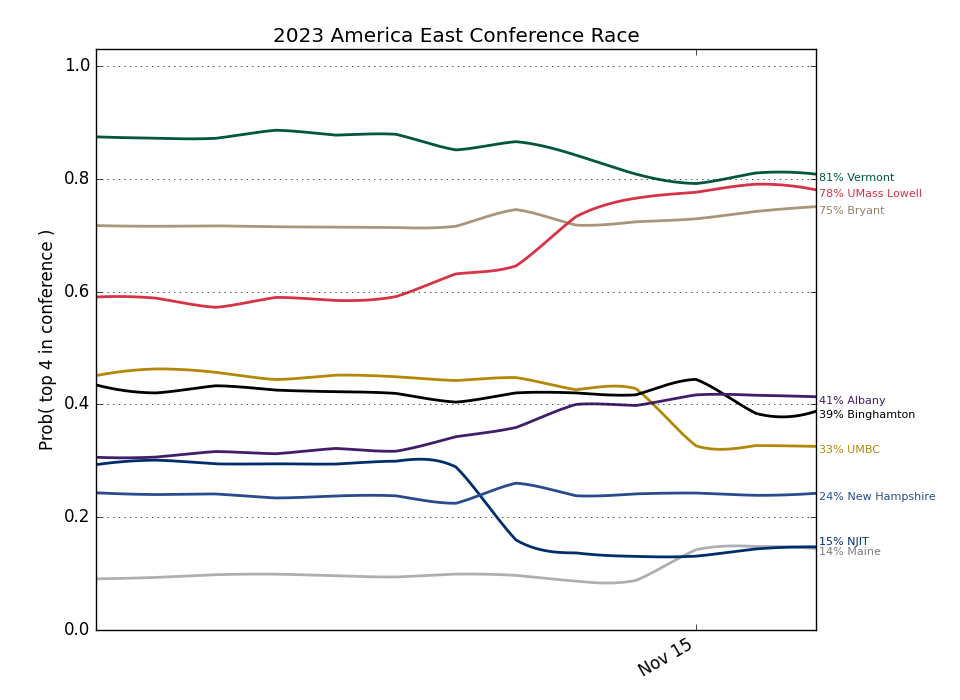 2023 America East Conference Race
Prob( top 4 in conference )
1.0
0.8
0.6
0.4
0.2
0.0
Nov 15
81% Vermont
78% UMass Lowell
75% Bryant
41% Albany
39% Binghamton
33% UMBC
24% New Hampshire
15% NJIT
14% Maine